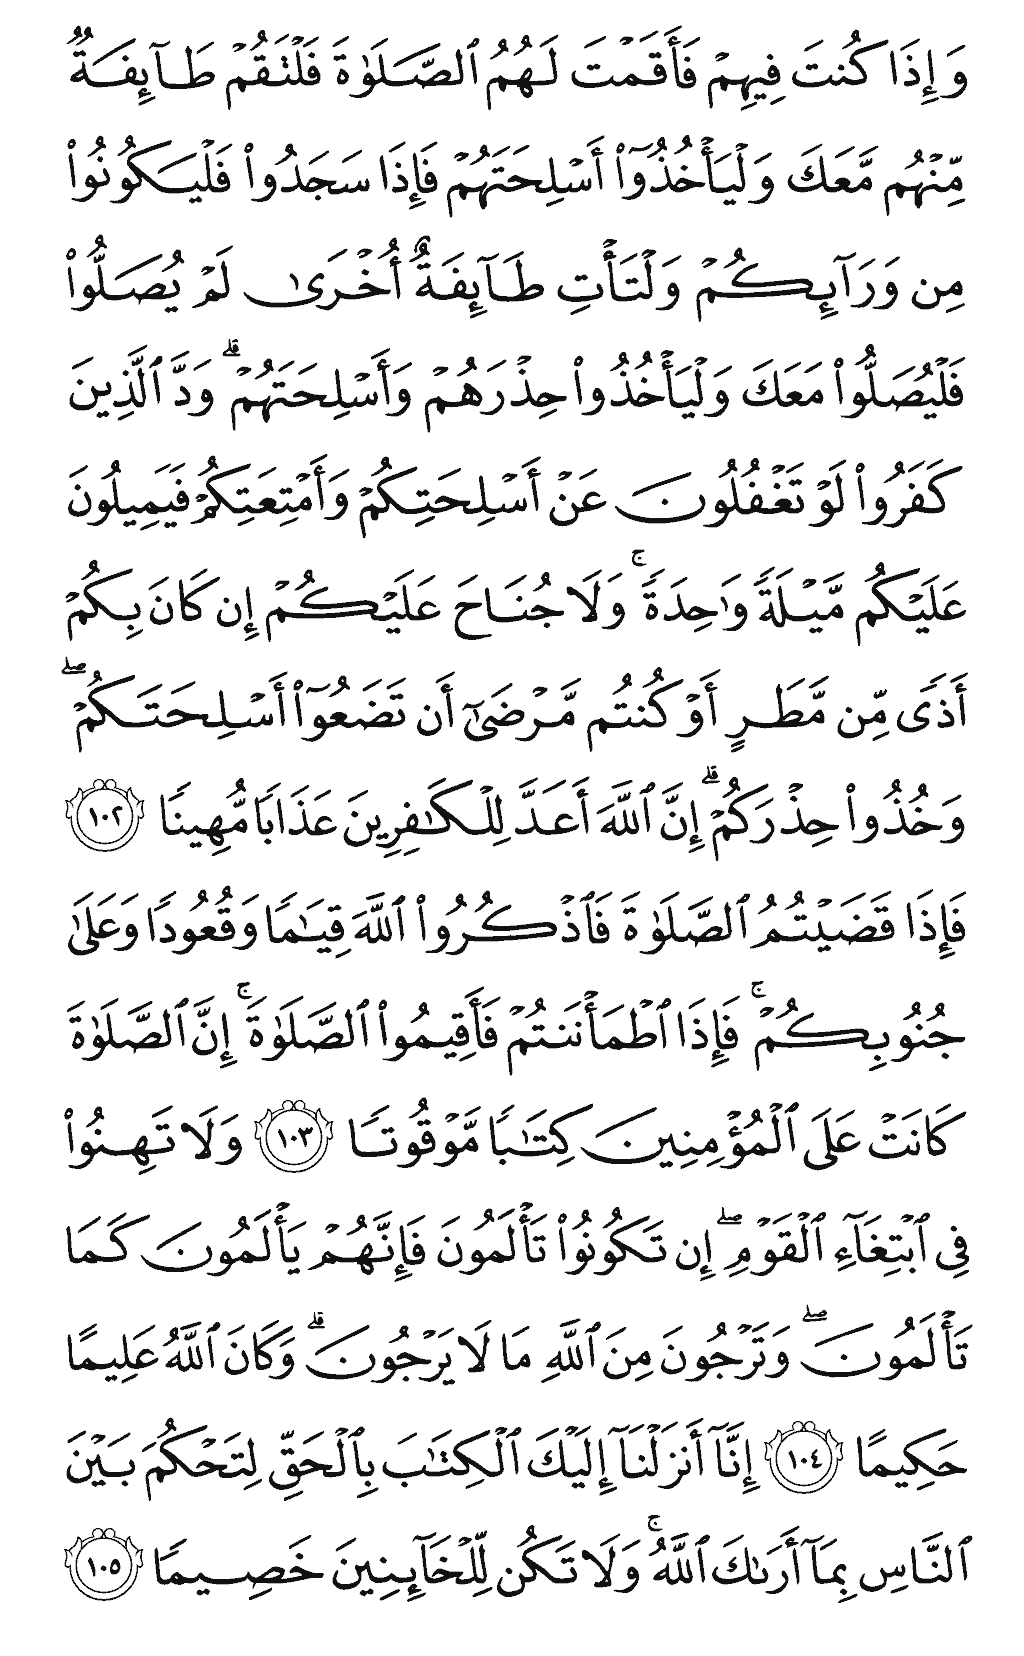 وَإِذَا كُنتَ فِيهِمۡ فَأَقَمۡتَ لَهُمُ ٱلصَّلَوٰةَ فَلۡتَقُمۡ طَآئِفَةٞ
مِّنۡهُم مَّعَكَ وَلۡيَأۡخُذُوٓاْ أَسۡلِحَتَهُمۡ فَإِذَا سَجَدُواْ فَلۡيَكُونُواْ
مِن وَرَآئِكُمۡ وَلۡتَأۡتِ طَآئِفَةٌ أُخۡرَىٰ لَمۡ يُصَلُّواْ
فَلۡيُصَلُّواْ مَعَكَ وَلۡيَأۡخُذُواْ حِذۡرَهُمۡ وَأَسۡلِحَتَهُمۡۗ وَدَّ ٱلَّذِينَ
كَفَرُواْ لَوۡ تَغۡفُلُونَ عَنۡ أَسۡلِحَتِكُمۡ وَأَمۡتِعَتِكُمۡ فَيَمِيلُونَ
عَلَيۡكُم مَّيۡلَةٗ وَٰحِدَةٗۚ وَلَا جُنَاحَ عَلَيۡكُمۡ إِن كَانَ بِكُمۡ
أَذٗى مِّن مَّطَرٍ أَوۡ كُنتُم مَّرۡضَىٰٓ أَن تَضَعُوٓاْ أَسۡلِحَتَكُمۡۖ
وَخُذُواْ حِذۡرَكُمۡۗ إِنَّ ٱللَّهَ أَعَدَّ لِلۡكَٰفِرِينَ عَذَابٗا مُّهِينٗا ١٠٢
فَإِذَا قَضَيۡتُمُ ٱلصَّلَوٰةَ فَٱذۡكُرُواْ ٱللَّهَ قِيَٰمٗا وَقُعُودٗا وَعَلَىٰ
جُنُوبِكُمۡۚ فَإِذَا ٱطۡمَأۡنَنتُمۡ فَأَقِيمُواْ ٱلصَّلَوٰةَۚ إِنَّ ٱلصَّلَوٰةَ
كَانَتۡ عَلَى ٱلۡمُؤۡمِنِينَ كِتَٰبٗا مَّوۡقُوتٗا ١٠٣ وَلَا تَهِنُواْ
فِي ٱبۡتِغَآءِ ٱلۡقَوۡمِۖ إِن تَكُونُواْ تَأۡلَمُونَ فَإِنَّهُمۡ يَأۡلَمُونَ كَمَا
تَأۡلَمُونَۖ وَتَرۡجُونَ مِنَ ٱللَّهِ مَا لَا يَرۡجُونَۗ وَكَانَ ٱللَّهُ عَلِيمًا
حَكِيمًا ١٠٤ إِنَّآ أَنزَلۡنَآ إِلَيۡكَ ٱلۡكِتَٰبَ بِٱلۡحَقِّ لِتَحۡكُمَ بَيۡنَ
ٱلنَّاسِ بِمَآ أَرَىٰكَ ٱللَّهُۚ وَلَا تَكُن لِّلۡخَآئِنِينَ خَصِيمٗا ١٠٥